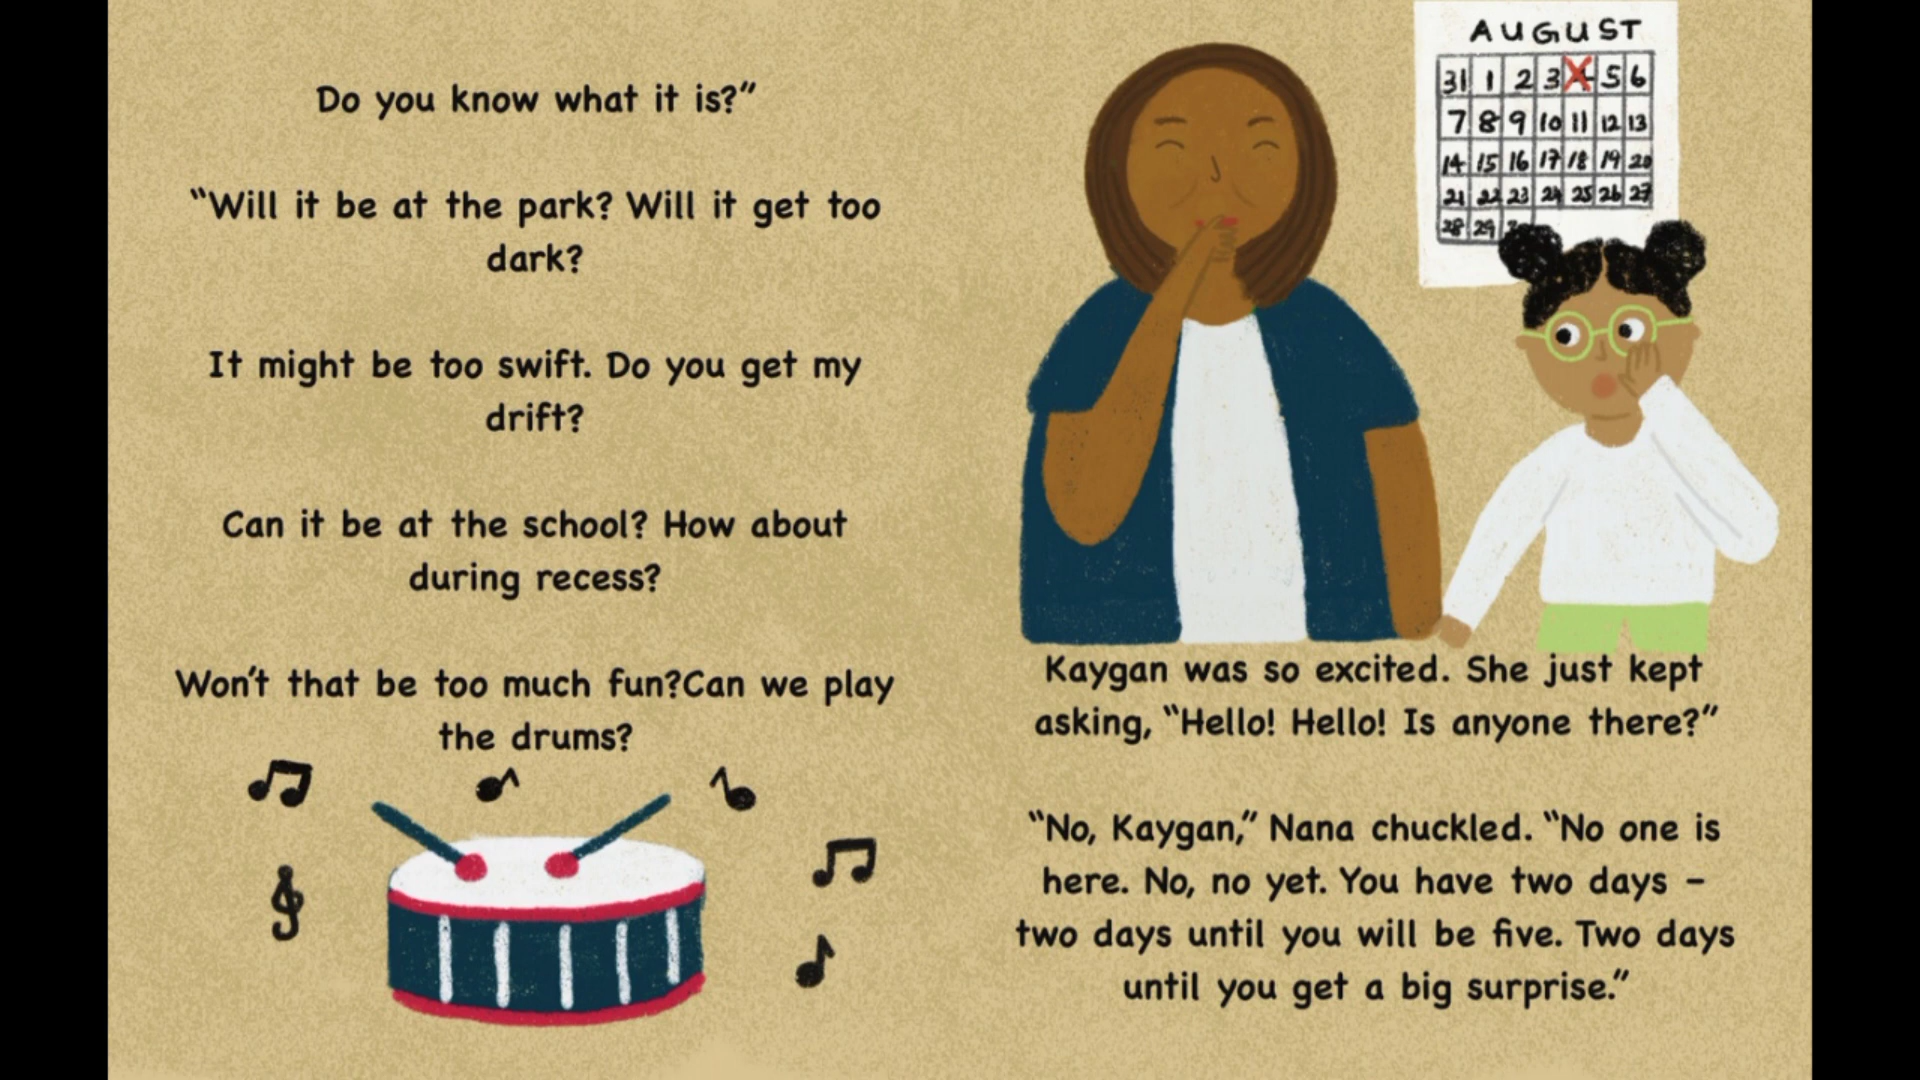 Do you know what it is?”
“Will it be at the park? Will it get too
dark?
It might be too swift. Do you get my
drift?
Can it be at the school? How about
during recess?
Won’t that be too much fun?Can we play
the drums?
AUGUST
31 1 2 3 4 5 6
7 8 9 10 11 12 13
14 15 16 17 18 19 20
21 22 23 24 25 26 27
28 29
Kaygan was so excited. She just kept
asking, “Hello! Hello! Is anyone there?”
“No, Kaygan,” Nana chuckled. “No one is
here. No, no yet. You have two days –
two days until you will be five. Two days
until you get a big surprise.”